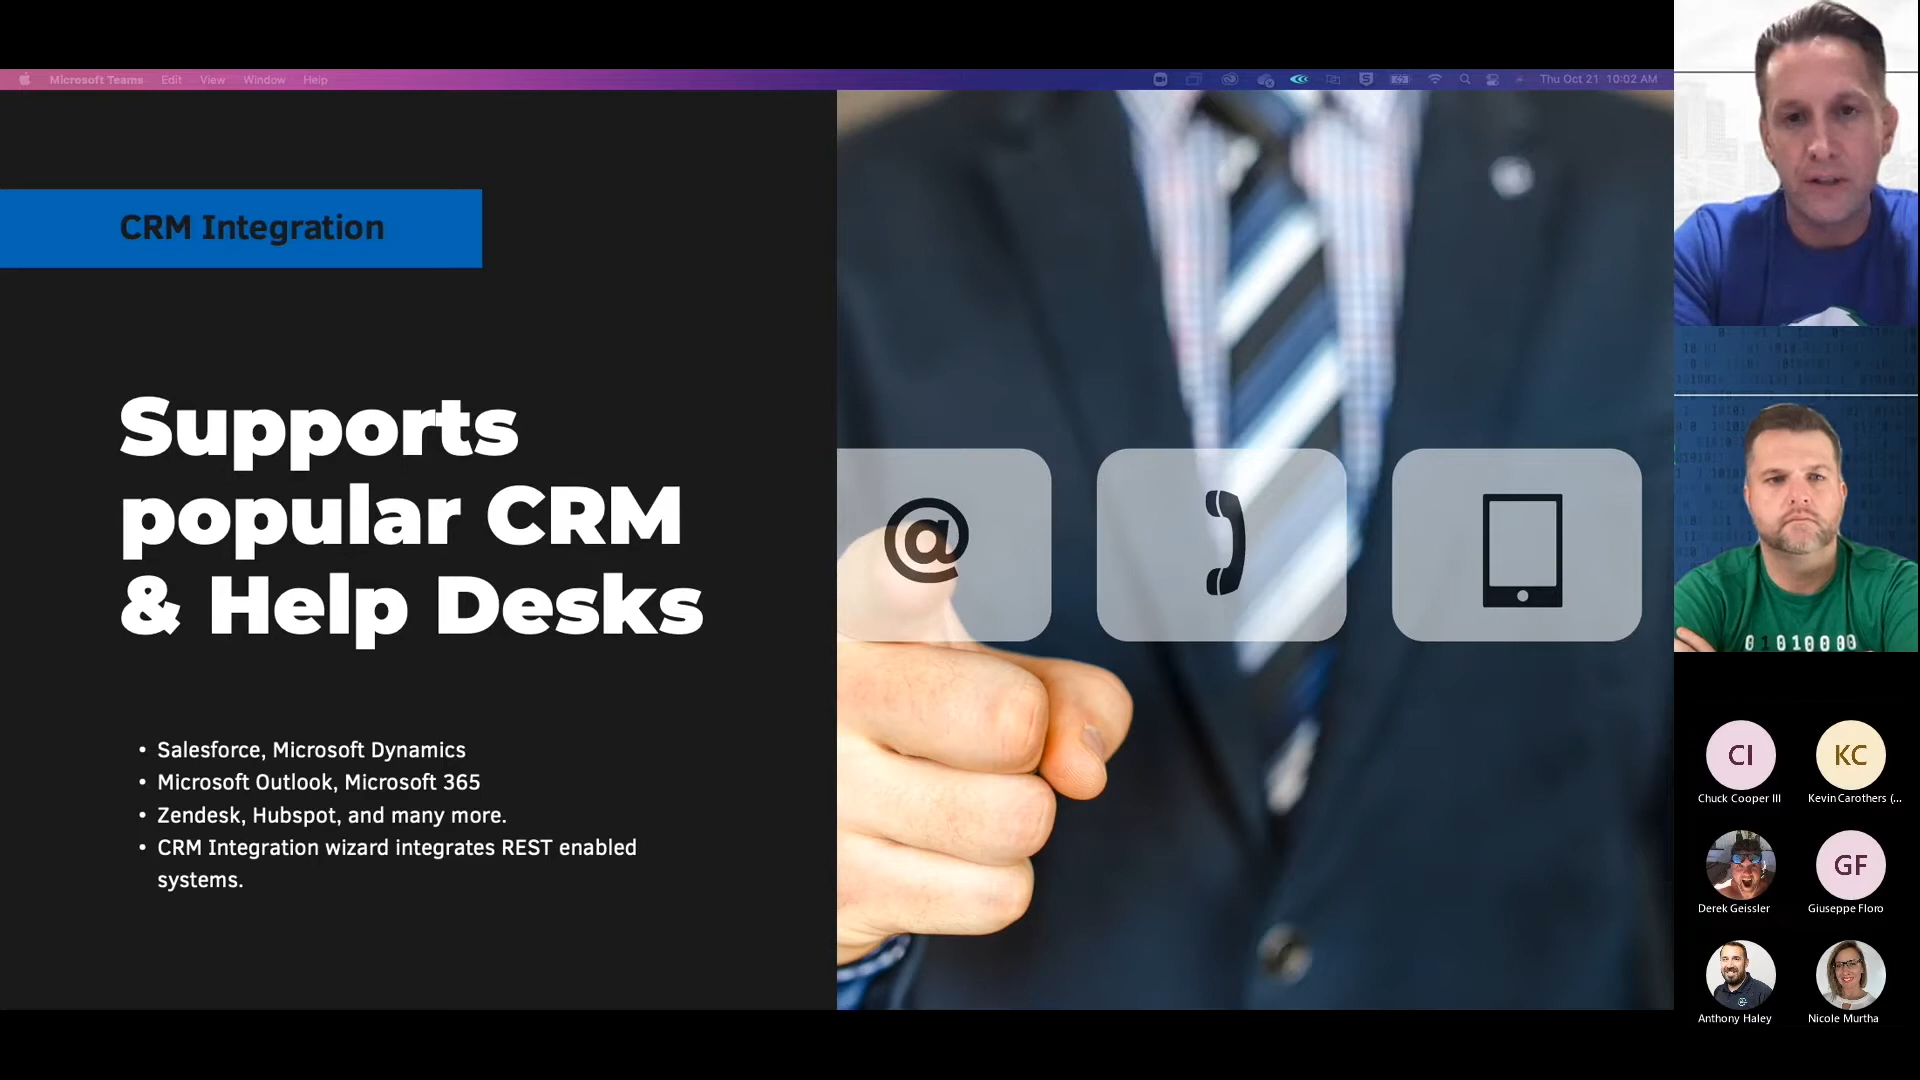 Microsoft Teams Edit View Window Help
Thu Oct 21 10:02 AM
CRM Integration
Supports
popular CRM
& Help Desks
• Salesforce, Microsoft Dynamics
• Microsoft Outlook, Microsoft 365
• Zendesk, Hubspot, and many more.
• CRM Integration wizard integrates REST enabled
systems.
@
010000
CI
KC
Chuck Cooper III
Kevin Carothers (...
GF
Derek Geissler
Giuseppe Floro
Anthony Haley
Nicole Murtha